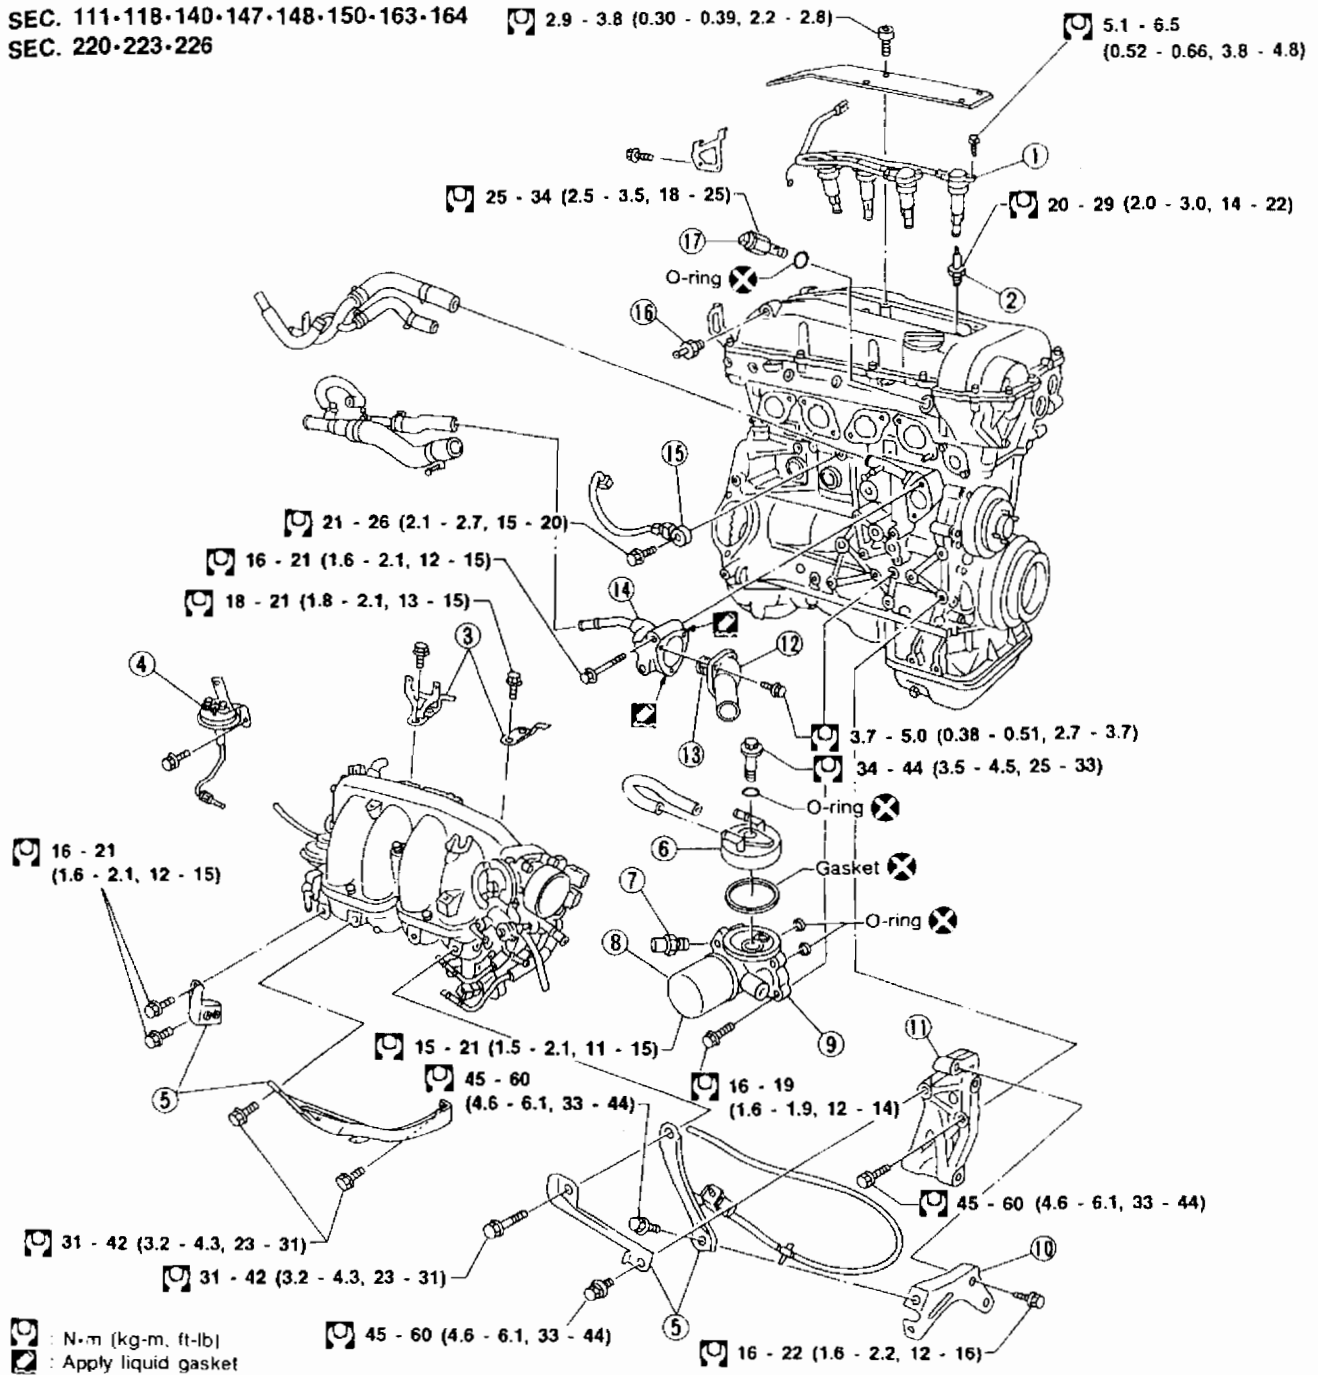 SEC. 111·118·140·147·148·150·163·164
SEC. 220·223·226
2.9 - 3.8 (0.30 - 0.39, 2.2 - 2.8)
5.1 - 6.5
(0.52 - 0.66, 3.8 - 4.8)
1
25 - 34 (2.5 - 3.5, 18 - 25)
20 - 29 (2.0 - 3.0, 14 - 22)
17
O-ring
2
16
15
21 - 26 (2.1 - 2.7, 15 - 20)
16 - 21 (1.6 - 2.1, 12 - 15)
18 - 21 (1.8 - 2.1, 13 - 15)
14
3
12
4
13
3.7 - 5.0 (0.38 - 0.51, 2.7 - 3.7)
34 - 44 (3.5 - 4.5, 25 - 33)
O-ring
16 - 21
(1.6 - 2.1, 12 - 15)
6
Gasket
7
O-ring
8
9
11
15 - 21 (1.5 - 2.1, 11 - 15)
45 - 60
(4.6 - 6.1, 33 - 44)
16 - 19
(1.6 - 1.9, 12 - 14)
5
45 - 60 (4.6 - 6.1, 33 - 44)
31 - 42 (3.2 - 4.3, 23 - 31)
10
31 - 42 (3.2 - 4.3, 23 - 31)
5
45 - 60 (4.6 - 6.1, 33 - 44)
16 - 22 (1.6 - 2.2, 12 - 16)
: N·m (kg-m, ft-lb)
: Apply liquid gasket